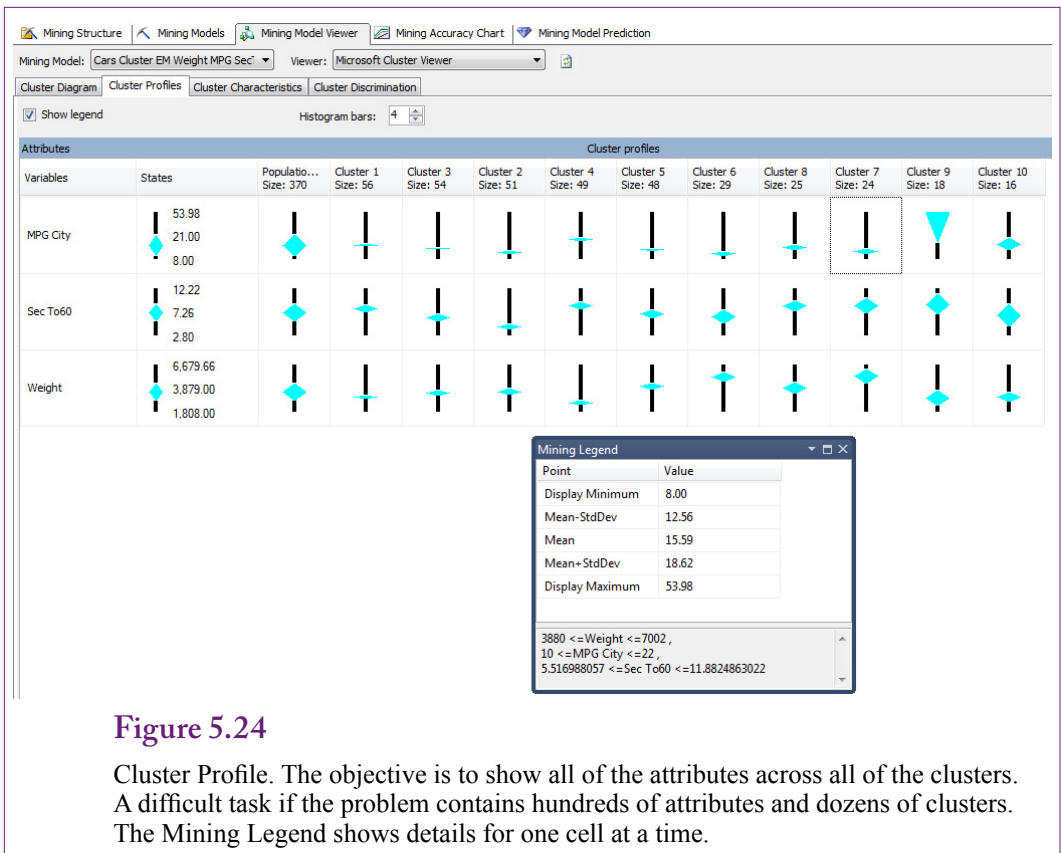 Mining Structure Mining Models Mining Model Viewer Mining Accuracy Chart Mining Model Prediction
Mining Model: Cars Cluster EM Weight MPG Sec Viewer: Microsoft Cluster Viewer
Cluster Diagram Cluster Profiles Cluster Characteristics Cluster Discrimination
Show legend Histogram bars: 4
Attributes Cluster profiles
Variables States Populatio... Size: 370 Cluster 1 Size: 56 Cluster 3 Size: 54 Cluster 2 Size: 51 Cluster 4 Size: 49 Cluster 5 Size: 48 Cluster 6 Size: 29 Cluster 8 Size: 25 Cluster 7 Size: 24 Cluster 9 Size: 18 Cluster 10 Size: 16
53.98
MPG City 21.00
8.00
12.22
Sec To60 7.26
2.80
6,679.66
Weight 3,879.00
1,808.00
Mining Legend
Point Value
Display Minimum 8.00
Mean-StdDev 12.56
Mean 15.59
Mean+StdDev 18.62
Display Maximum 53.98
3880 <=Weight <=7002 ,
10 <=MPG City <=22 ,
5.516988057 <=Sec To60 <=11.8824863022
Figure 5.24
Cluster Profile. The objective is to show all of the attributes across all of the clusters.
A difficult task if the problem contains hundreds of attributes and dozens of clusters.
The Mining Legend shows details for one cell at a time.